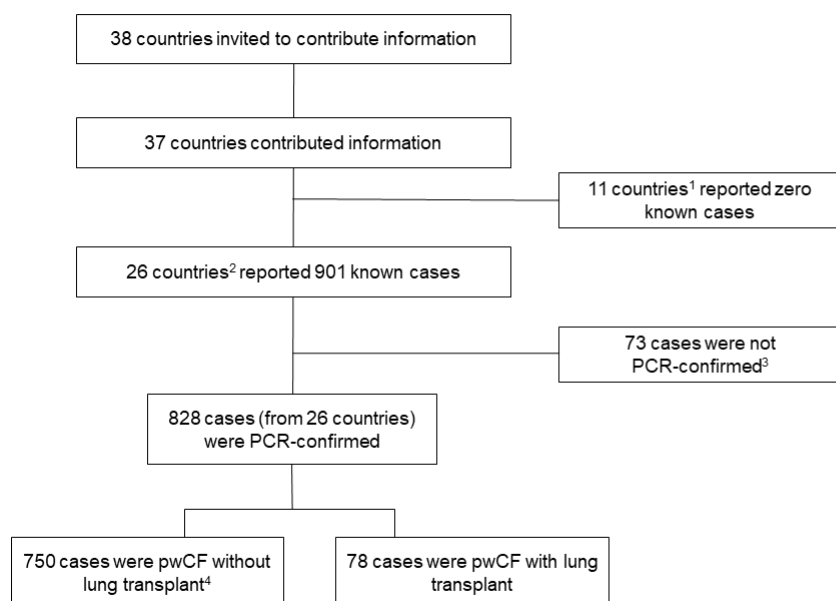 38 countries invited to contribute information
37 countries contributed information
11 countries¹ reported zero
known cases
26 countries² reported 901 known cases
73 cases were not
PCR-confirmed³
828 cases (from 26 countries)
were PCR-confirmed
750 cases were pwCF without
lung transplant⁴
78 cases were pwCF with lung
transplant